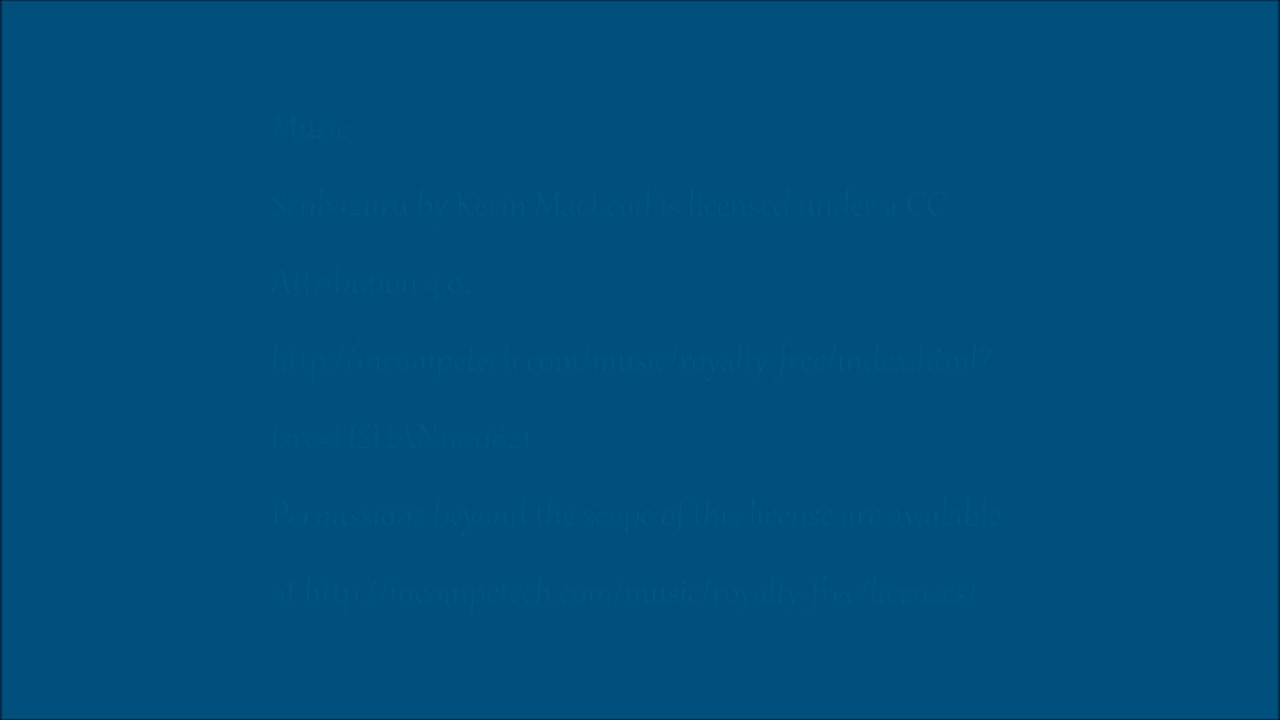 Music
Senbazuru by Kevin MacLeod is licensed under a CC
Attribution 3.0.
http://incompetech.com/music/royalty-free/index.html?
Permissions beyond the scope of this license are available
at http://incompetech.com/music/royalty-free/licenses/